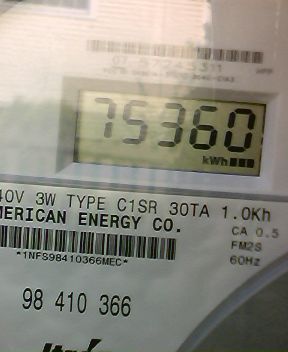 75360
kWh
40V 3W TYPE C1SR 30TA 1.0Kh
MERICAN ENERGY CO.
CA 0.5
FM2S
60Hz
*1NFS98410366MEC*
98 410 366